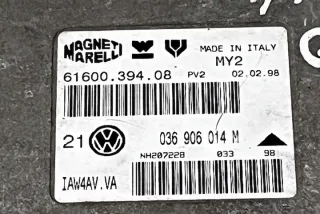 MAGNETI
MARELLI
MADE IN ITALY
MY2
61600.394.08 PV2 02.02.98
21 036 906 014 M
NH207228 033 98
IAW4AV.VA